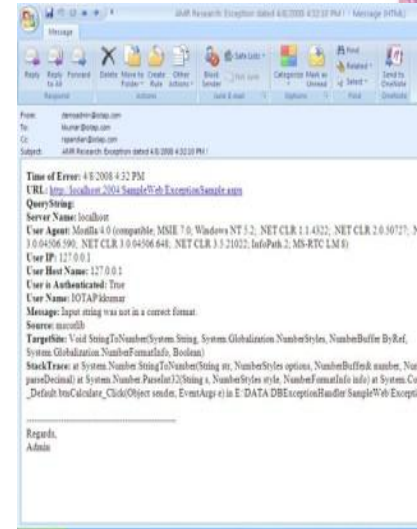 AMR Research Exception dated 4/8/2008 4:32:10 PM ! - Message (HTML)
Message
Reply Reply to All Forward Delete Move to Folder Create Rule Other Actions Block Sender Safe Lists Not Junk Categorize Mark as Unread Find Related Select Send to OneNote
Respond Actions Junk E-mail Options Find OneNote
From:
To:
Cc:
Subject: AMR Research Exception dated 4/8/2008 4:32:10 PM !
Time of Error: 4/8/2008 4:32 PM
URL: http://localhost:2004/SampleWeb/ExceptionSample.aspx
QueryString:
Server Name: localhost
User Agent: Mozilla/4.0 (compatible; MSIE 7.0; Windows NT 5.2; .NET CLR 1.1.4322; .NET CLR 2.0.50727; .N
3.0.04506.590; .NET CLR 3.0.04506.648; .NET CLR 3.5.21022; InfoPath.2; MS-RTC LM 8)
User IP: 127.0.0.1
User Host Name: 127.0.0.1
User is Authenticated: True
User Name: IOTAP\kkumar
Message: Input string was not in a correct format.
Source: mscorlib
TargetSite: Void StringToNumber(System.String, System.Globalization.NumberStyles, NumberBuffer ByRef,
System.Globalization.NumberFormatInfo, Boolean)
StackTrace: at System.Number.StringToNumber(String str, NumberStyles options, NumberBuffer& number, Num
parseDecimal) at System.Number.ParseInt32(String s, NumberStyles style, NumberFormatInfo info) at System.Co
_Default.btnCalculate_Click(Object sender, EventArgs e) in E:\DATA\DBExceptionHandler\SampleWeb\Excepti
Regards,
Admin